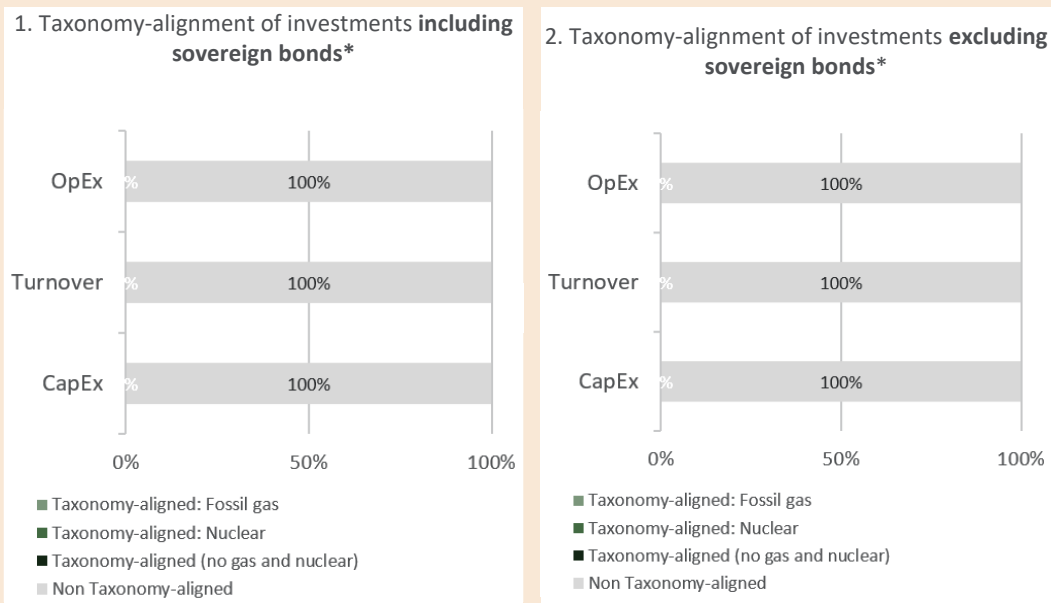 1. Taxonomy-alignment of investments including
sovereign bonds*
OpEx
%
100%
Turnover
%
100%
CapEx
%
100%
0%
50%
100%
Taxonomy-aligned: Fossil gas
Taxonomy-aligned: Nuclear
Taxonomy-aligned (no gas and nuclear)
Non Taxonomy-aligned
2. Taxonomy-alignment of investments excluding
sovereign bonds*
OpEx
%
100%
Turnover
%
100%
CapEx
%
100%
0%
50%
100%
Taxonomy-aligned: Fossil gas
Taxonomy-aligned: Nuclear
Taxonomy-aligned (no gas and nuclear)
Non Taxonomy-aligned